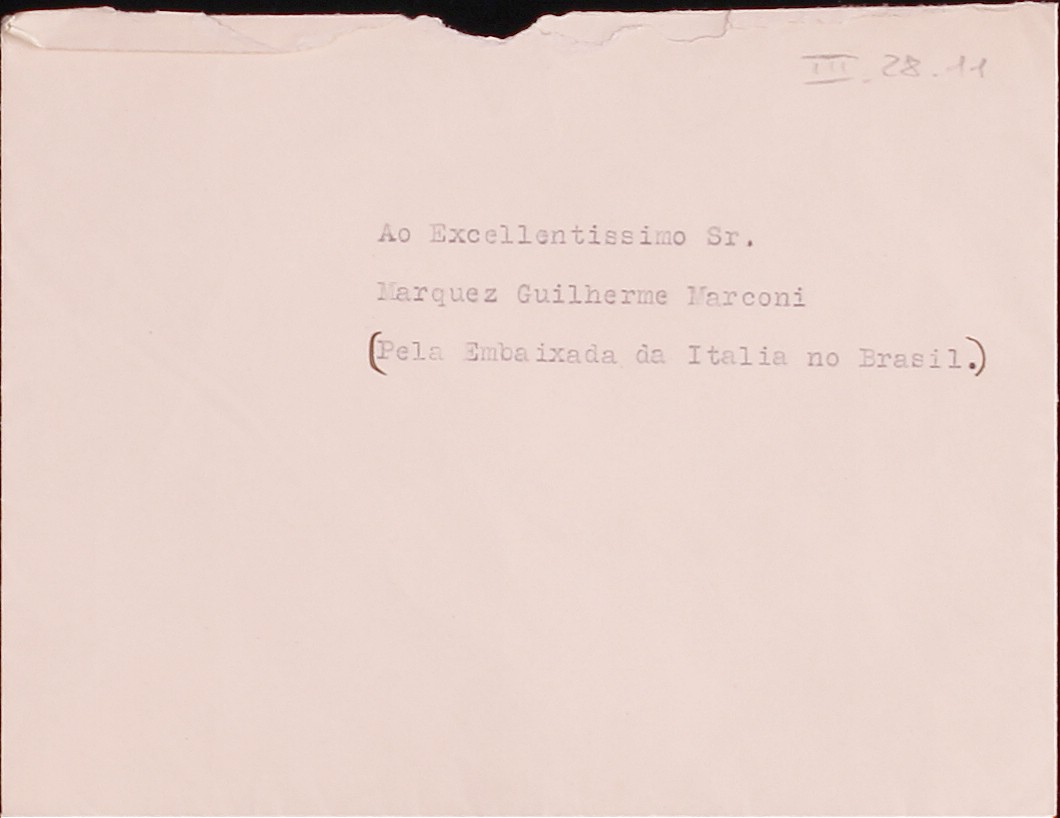 III. 28.11
Ao Excellentissimo Sr.
Marquez Guilherme Marconi
(Pela Embaixada da Italia no Brasil.)